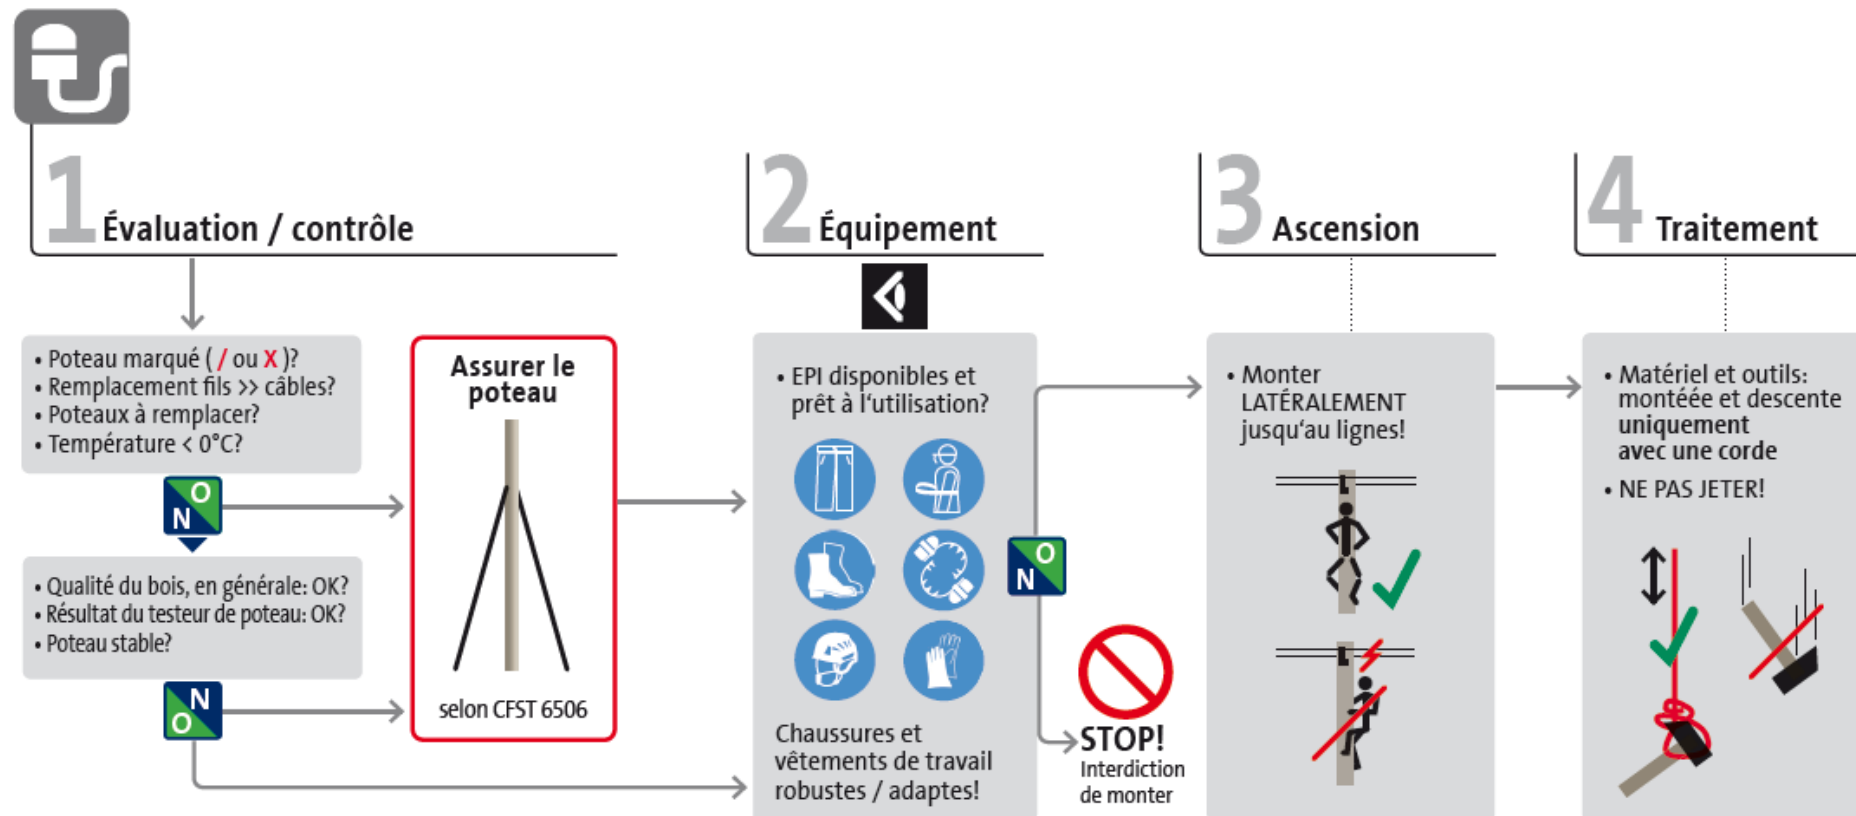 1 Évaluation / contrôle
• Poteau marqué ( / ou X )?
• Remplacement fils >> câbles?
• Poteaux à remplacer?
• Température < 0°C?
O
N
• Qualité du bois, en générale: OK?
• Résultat du testeur de poteau: OK?
• Poteau stable?
N
O
Assurer le
poteau
selon CFST 6506
2 Équipement
• EPI disponibles et
prêt à l'utilisation?
Chaussures et
vêtements de travail
robustes / adaptes!
O
N
STOP!
Interdiction
de monter
3 Ascension
• Monter
LATÉRALEMENT
jusqu'au lignes!
4 Traitement
• Matériel et outils:
montéée et descente
uniquement
avec une corde
• NE PAS JETER!